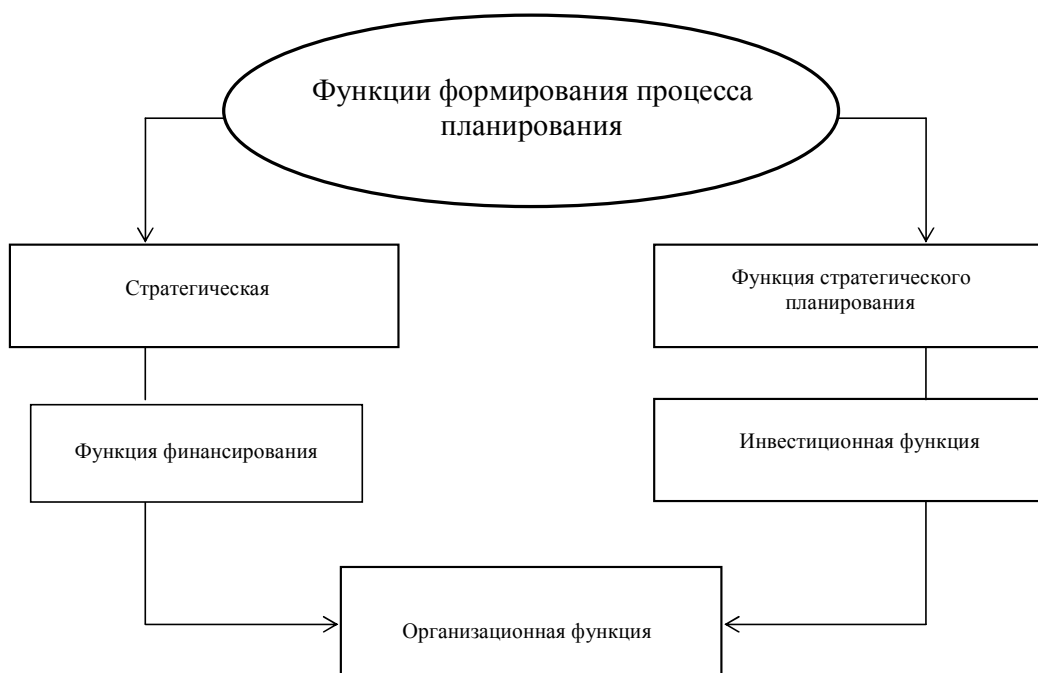 Функции формирования процесса
планирования
Стратегическая
Функция стратегического
планирования
Функция финансирования
Инвестиционная функция
Организационная функция